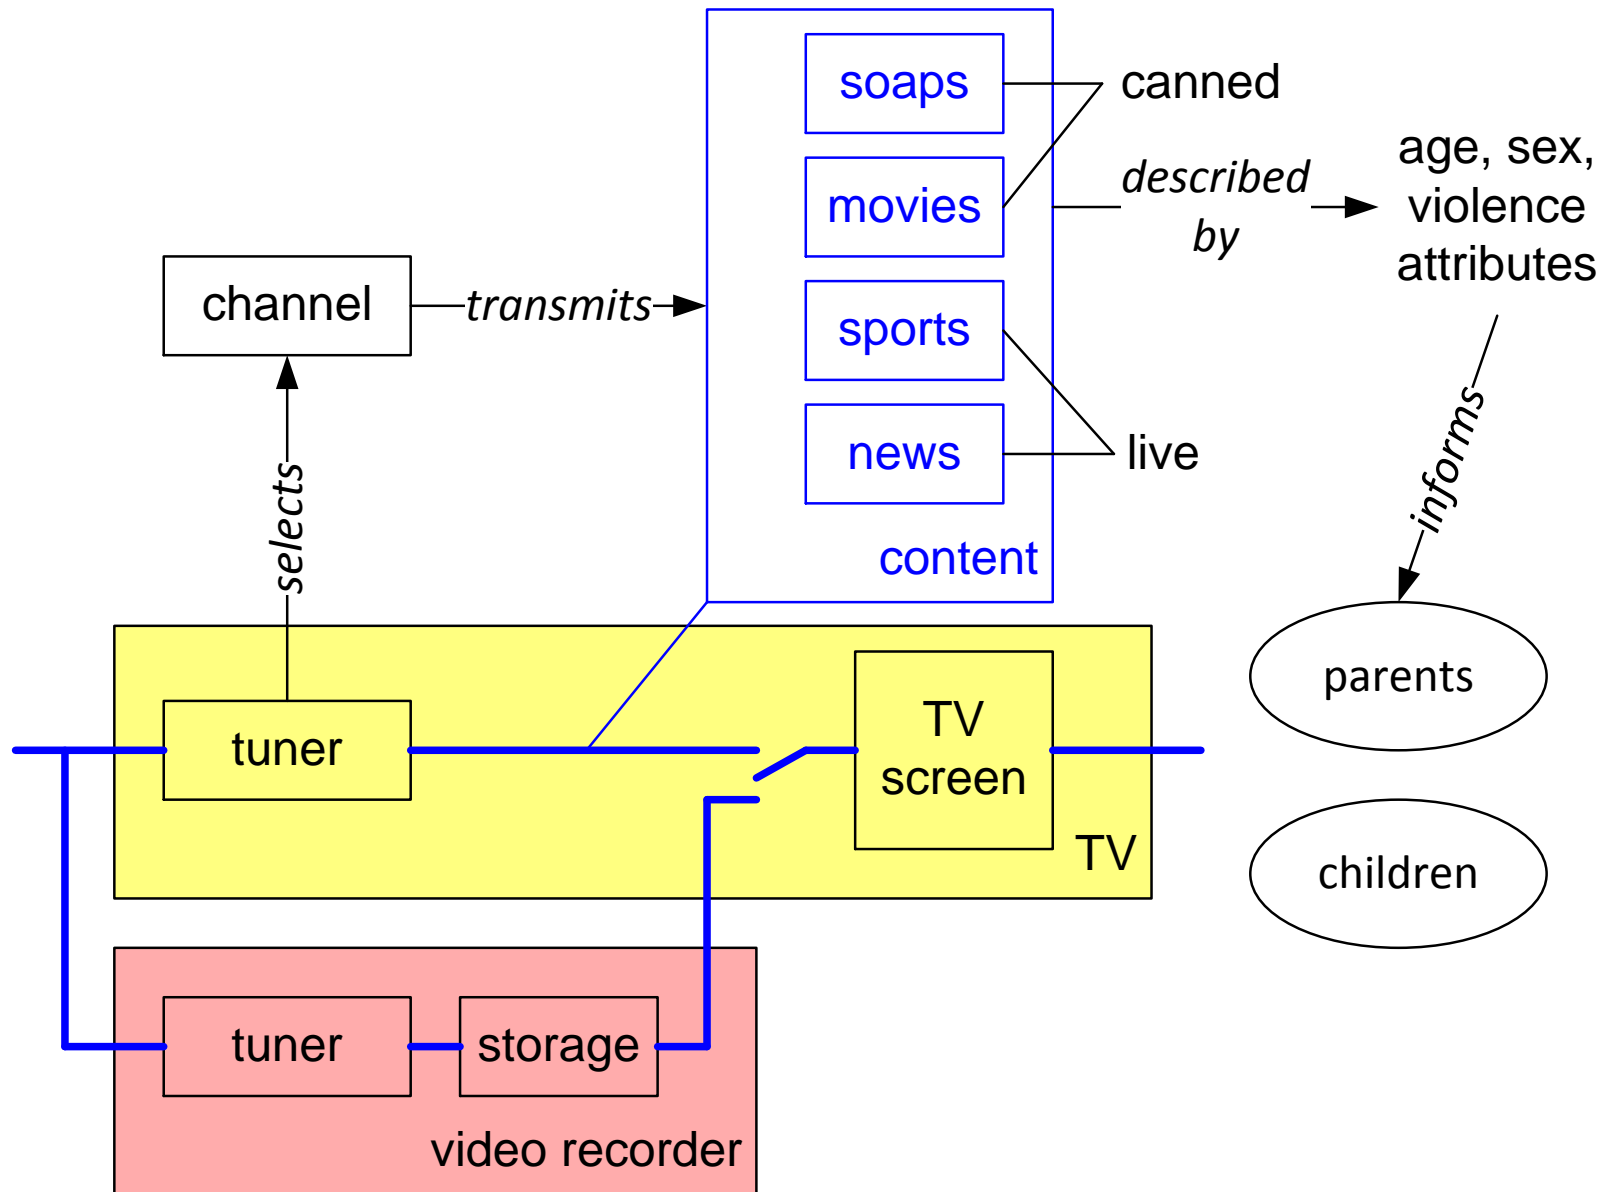 soaps
canned
movies
described
by
age, sex,
violence
attributes
channel
transmits
sports
news
live
content
selects
informs
tuner
TV
screen
TV
parents
children
tuner
storage
video recorder